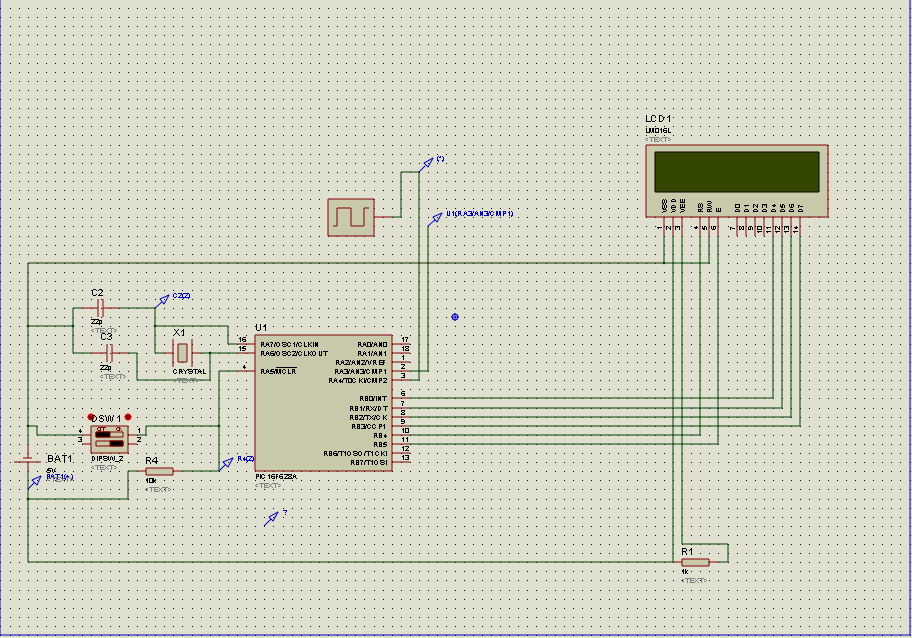 LCD1
LM016L
<TEXT>
VSS
VDD
VEE
RS
RW
E
D0
D1
D2
D3
D4
D5
D6
D7
1
2
3
4
5
6
7
8
9
10
11
12
13
14
U1(RA3/AN3/CMP1)
C2
22p
<TEXT>
C2(2)
C3
22p
<TEXT>
X1
CRYSTAL
<TEXT>
U1
16 RA7/OSC1/CLKIN RA0/AN0 17
15 RA6/OSC2/CLKOUT RA1/AN1 18
RA2/AN2/VREF 1
4 RA5/MCLR RA3/AN3/CMP1 2
RA4/T0CKI/CMP2 3
RB0/INT 6
RB1/RX/DT 7
RB2/TX/CK 8
RB3/CCP1 9
RB4 10
RB5 11
RB6/T1OSO/T1CKI 12
RB7/T1OSI 13
PIC16F628A
<TEXT>
DSW1
4 1
3 2
DIPSW_2
<TEXT>
BAT1
BAT1(+)
R4
10k
<TEXT>
R4(2)
?
R1
1k
<TEXT>